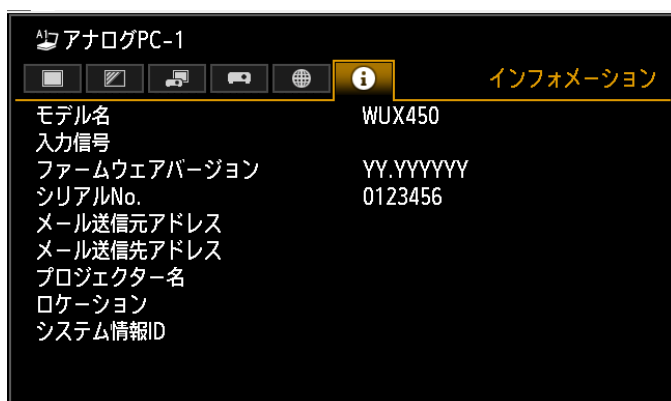 A1 アナログPC-1
インフォメーション
モデル名 WUX450
入力信号
ファームウェアバージョン YY.YYYYYY
シリアルNo. 0123456
メール送信元アドレス
メール送信先アドレス
プロジェクター名
ロケーション
システム情報ID